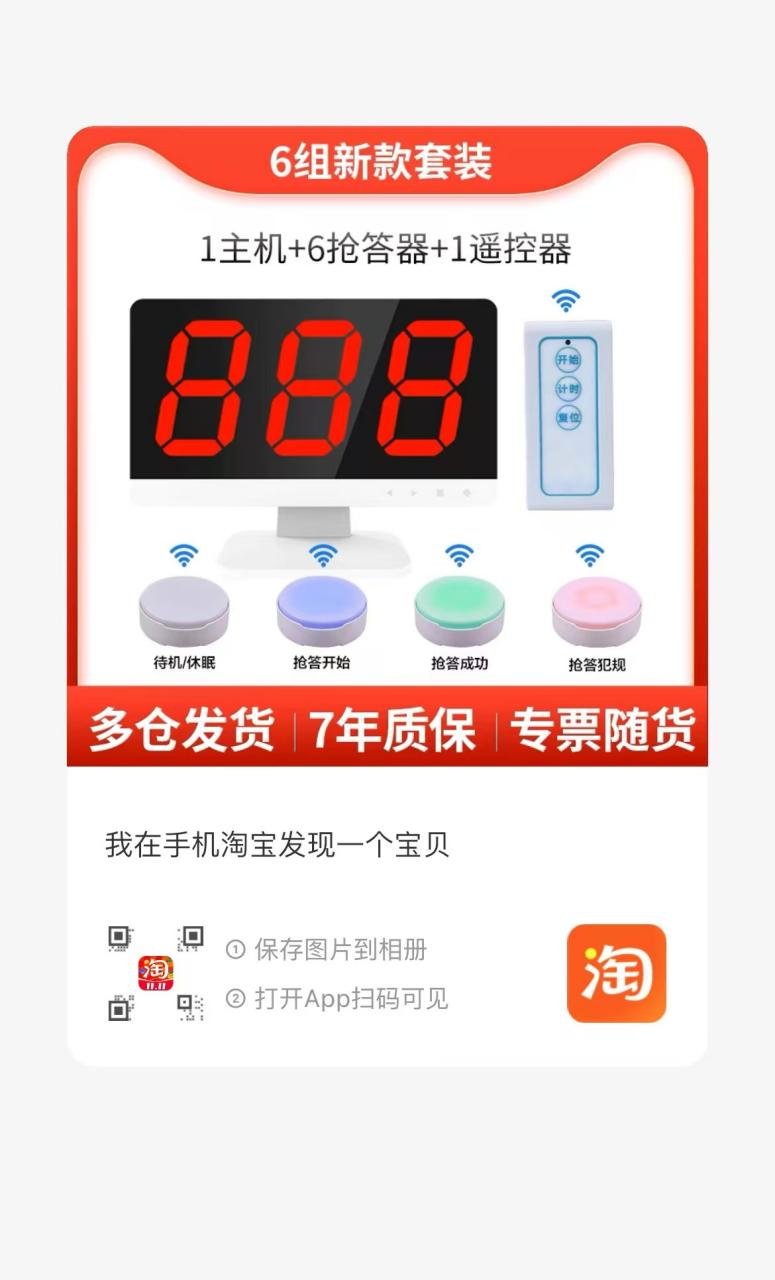 6组新款套装
1主机+6抢答器+1遥控器
888
开始
计时
复位
待机/休眠
抢答开始
抢答成功
抢答犯规
多仓发货 7年质保 专票随货
我在手机淘宝发现一个宝贝
① 保存图片到相册
② 打开App扫码可见
淘
11.11
淘